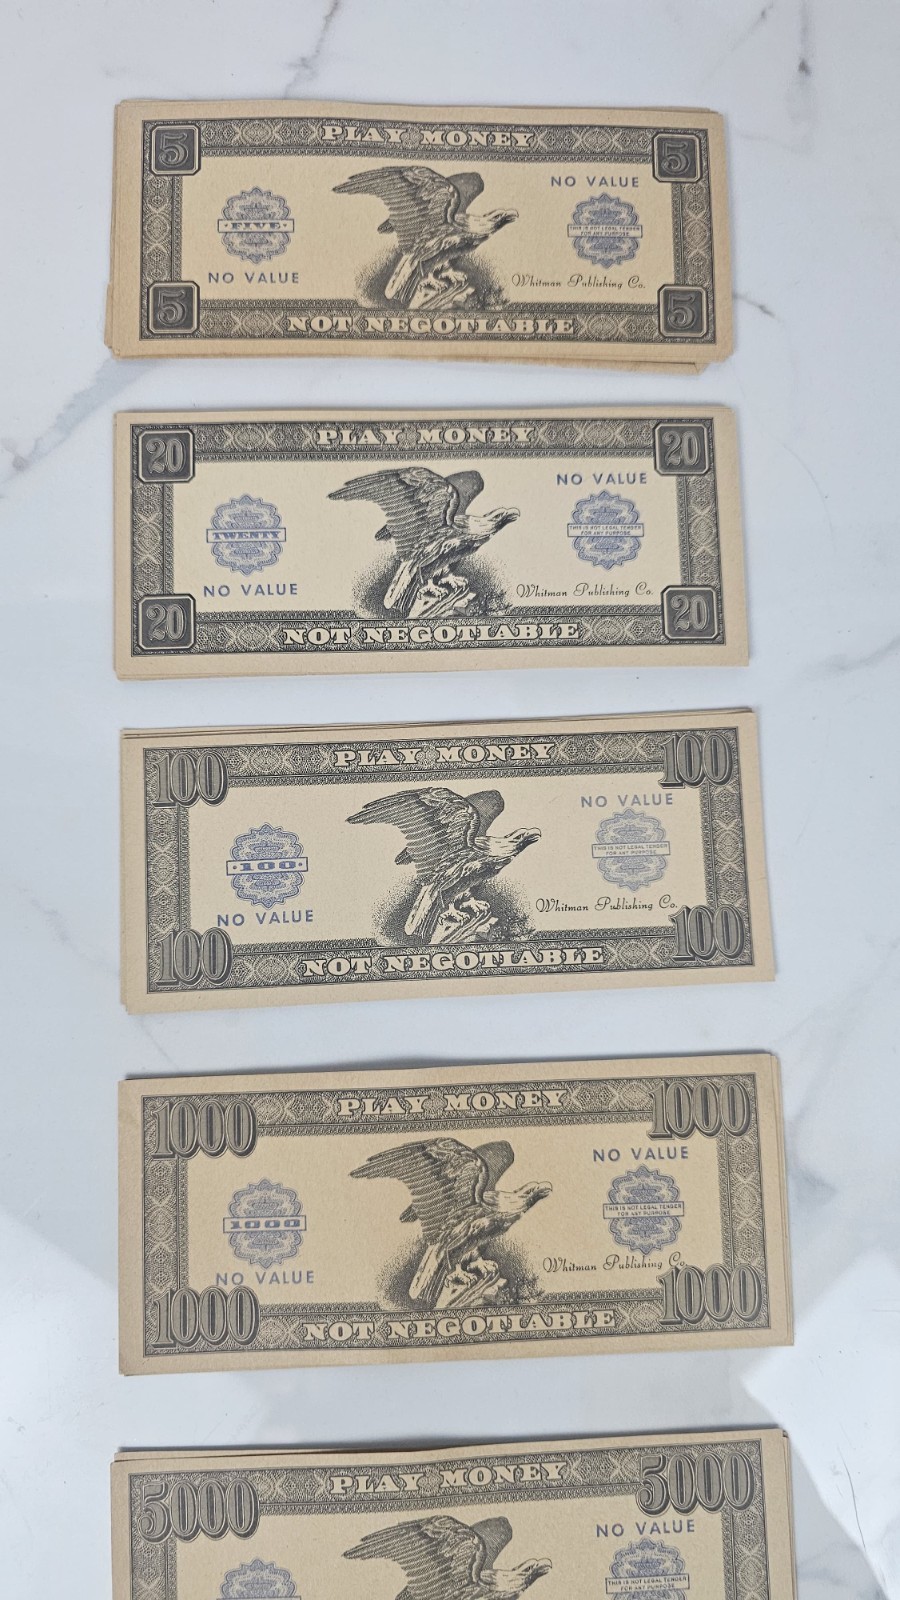 5 PLAY MONEY 5
NO VALUE
FIVE
THIS IS NOT LEGAL TENDER
FOR ANY PURPOSE
NO VALUE
Whitman Publishing Co.
5 NOT NEGOTIABLE 5
20 PLAY MONEY 20
NO VALUE
TWENTY
THIS IS NOT LEGAL TENDER
FOR ANY PURPOSE
NO VALUE
Whitman Publishing Co.
20 NOT NEGOTIABLE 20
100 PLAY MONEY 100
NO VALUE
100
THIS IS NOT LEGAL TENDER
FOR ANY PURPOSE
NO VALUE
Whitman Publishing Co.
100 NOT NEGOTIABLE 100
1000 PLAY MONEY 1000
NO VALUE
1000
THIS IS NOT LEGAL TENDER
FOR ANY PURPOSE
NO VALUE
Whitman Publishing Co.
1000 NOT NEGOTIABLE 1000
5000 PLAY MONEY 5000
NO VALUE
THIS IS NOT LEGAL TENDER
FOR ANY PURPOSE